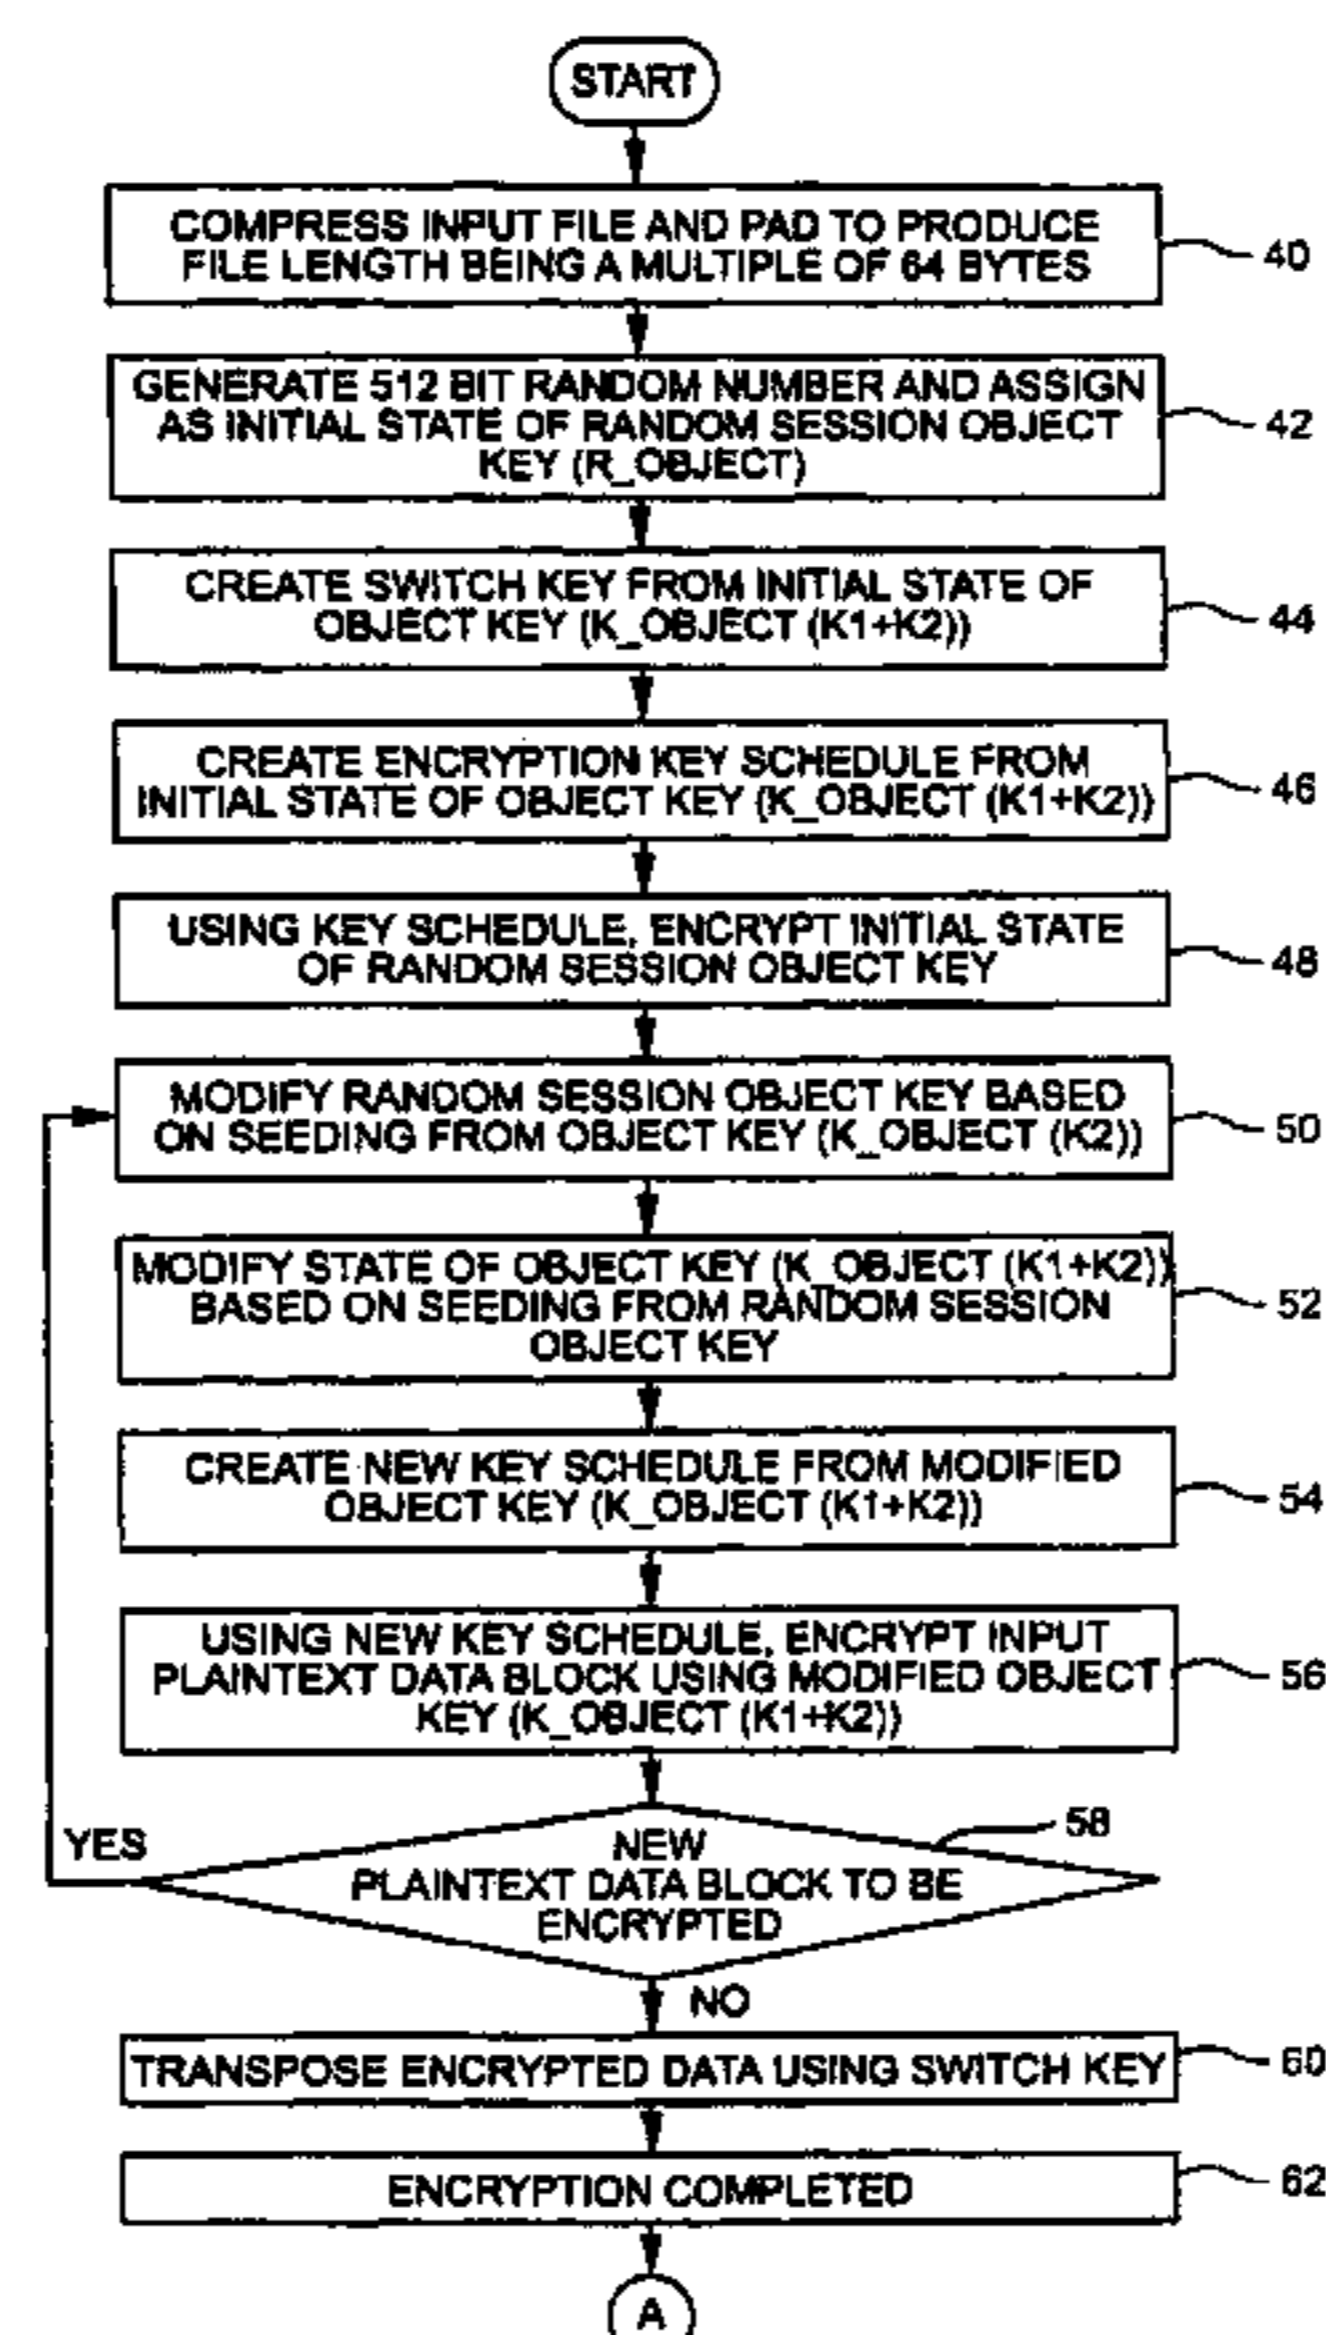 START
COMPRESS INPUT FILE AND PAD TO PRODUCE
FILE LENGTH BEING A MULTIPLE OF 64 BYTES
40
GENERATE 512 BIT RANDOM NUMBER AND ASSIGN
AS INITIAL STATE OF RANDOM SESSION OBJECT
KEY (R_OBJECT)
42
CREATE SWITCH KEY FROM INITIAL STATE OF
OBJECT KEY (K_OBJECT (K1+K2))
44
CREATE ENCRYPTION KEY SCHEDULE FROM
INITIAL STATE OF OBJECT KEY (K_OBJECT (K1+K2))
46
USING KEY SCHEDULE, ENCRYPT INITIAL STATE
OF RANDOM SESSION OBJECT KEY
48
MODIFY RANDOM SESSION OBJECT KEY BASED
ON SEEDING FROM OBJECT KEY (K_OBJECT (K2))
50
MODIFY STATE OF OBJECT KEY (K_OBJECT (K1+K2))
BASED ON SEEDING FROM RANDOM SESSION
OBJECT KEY
52
CREATE NEW KEY SCHEDULE FROM MODIFIED
OBJECT KEY (K_OBJECT (K1+K2))
54
USING NEW KEY SCHEDULE, ENCRYPT INPUT
PLAINTEXT DATA BLOCK USING MODIFIED OBJECT
KEY (K_OBJECT (K1+K2))
56
YES
NEW
PLAINTEXT DATA BLOCK TO BE
ENCRYPTED
58
NO
TRANSPOSE ENCRYPTED DATA USING SWITCH KEY
60
ENCRYPTION COMPLETED
62
A